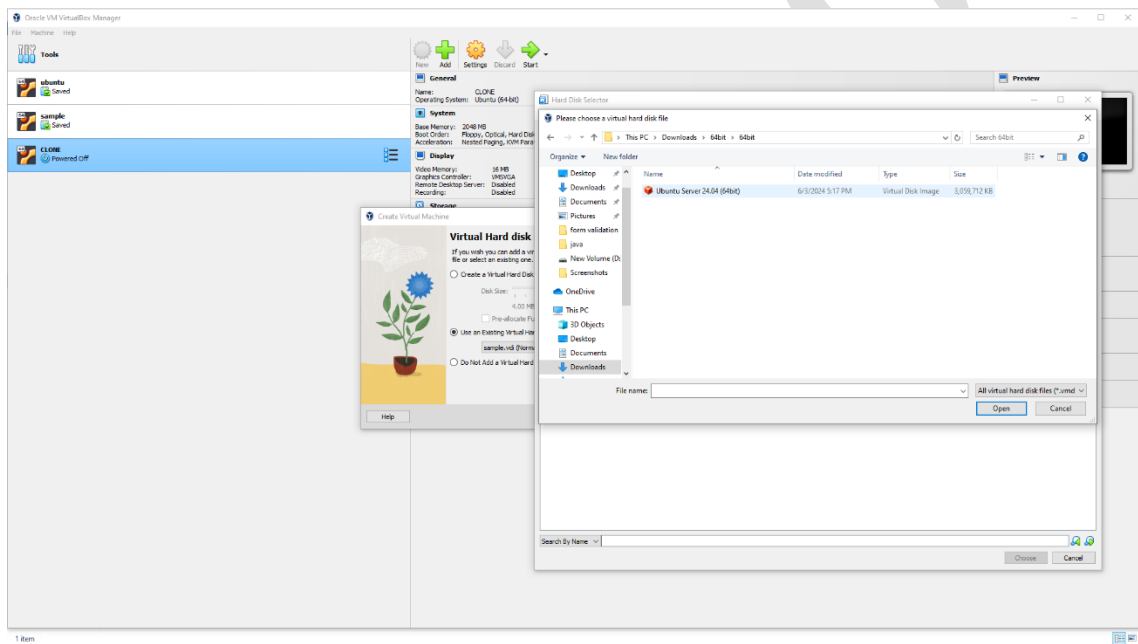 Oracle VM VirtualBox Manager
File Machine Help
Tools
New Add Settings Discard Start
ubuntu
Saved
sample
Saved
CLONE
Powered Off
General
Name: CLONE
Operating System: Ubuntu (64-bit)
System
Base Memory: 2048 MB
Boot Order: Floppy, Optical, Hard Disk
Acceleration: Nested Paging, KVM Para
Display
Video Memory: 16 MB
Graphics Controller: VMSVGA
Remote Desktop Server: Disabled
Recording: Disabled
Storage
Preview
Create Virtual Machine
Virtual Hard disk
If you wish you can add a vir
file or select an existing one.
Create a Virtual Hard Disk
Disk Size:
4.00 MB
Pre-allocate Fu
Use an Existing Virtual Har
sample.vdi (Norma
Do Not Add a Virtual Hard
Help
Hard Disk Selector
Please choose a virtual hard disk file
This PC > Downloads > 64bit > 64bit
Search 64bit
Organize New folder
Name Date modified Type Size
Ubuntu Server 24.04 (64bit) 6/3/2024 5:17 PM Virtual Disk Image 3,059,712 KB
Desktop
Downloads
Documents
Pictures
form validation
java
New Volume (D:
Screenshots
OneDrive
This PC
3D Objects
Desktop
Documents
Downloads
File name:
All virtual hard disk files (*.vmd
Open Cancel
Search By Name
Choose Cancel
1 item